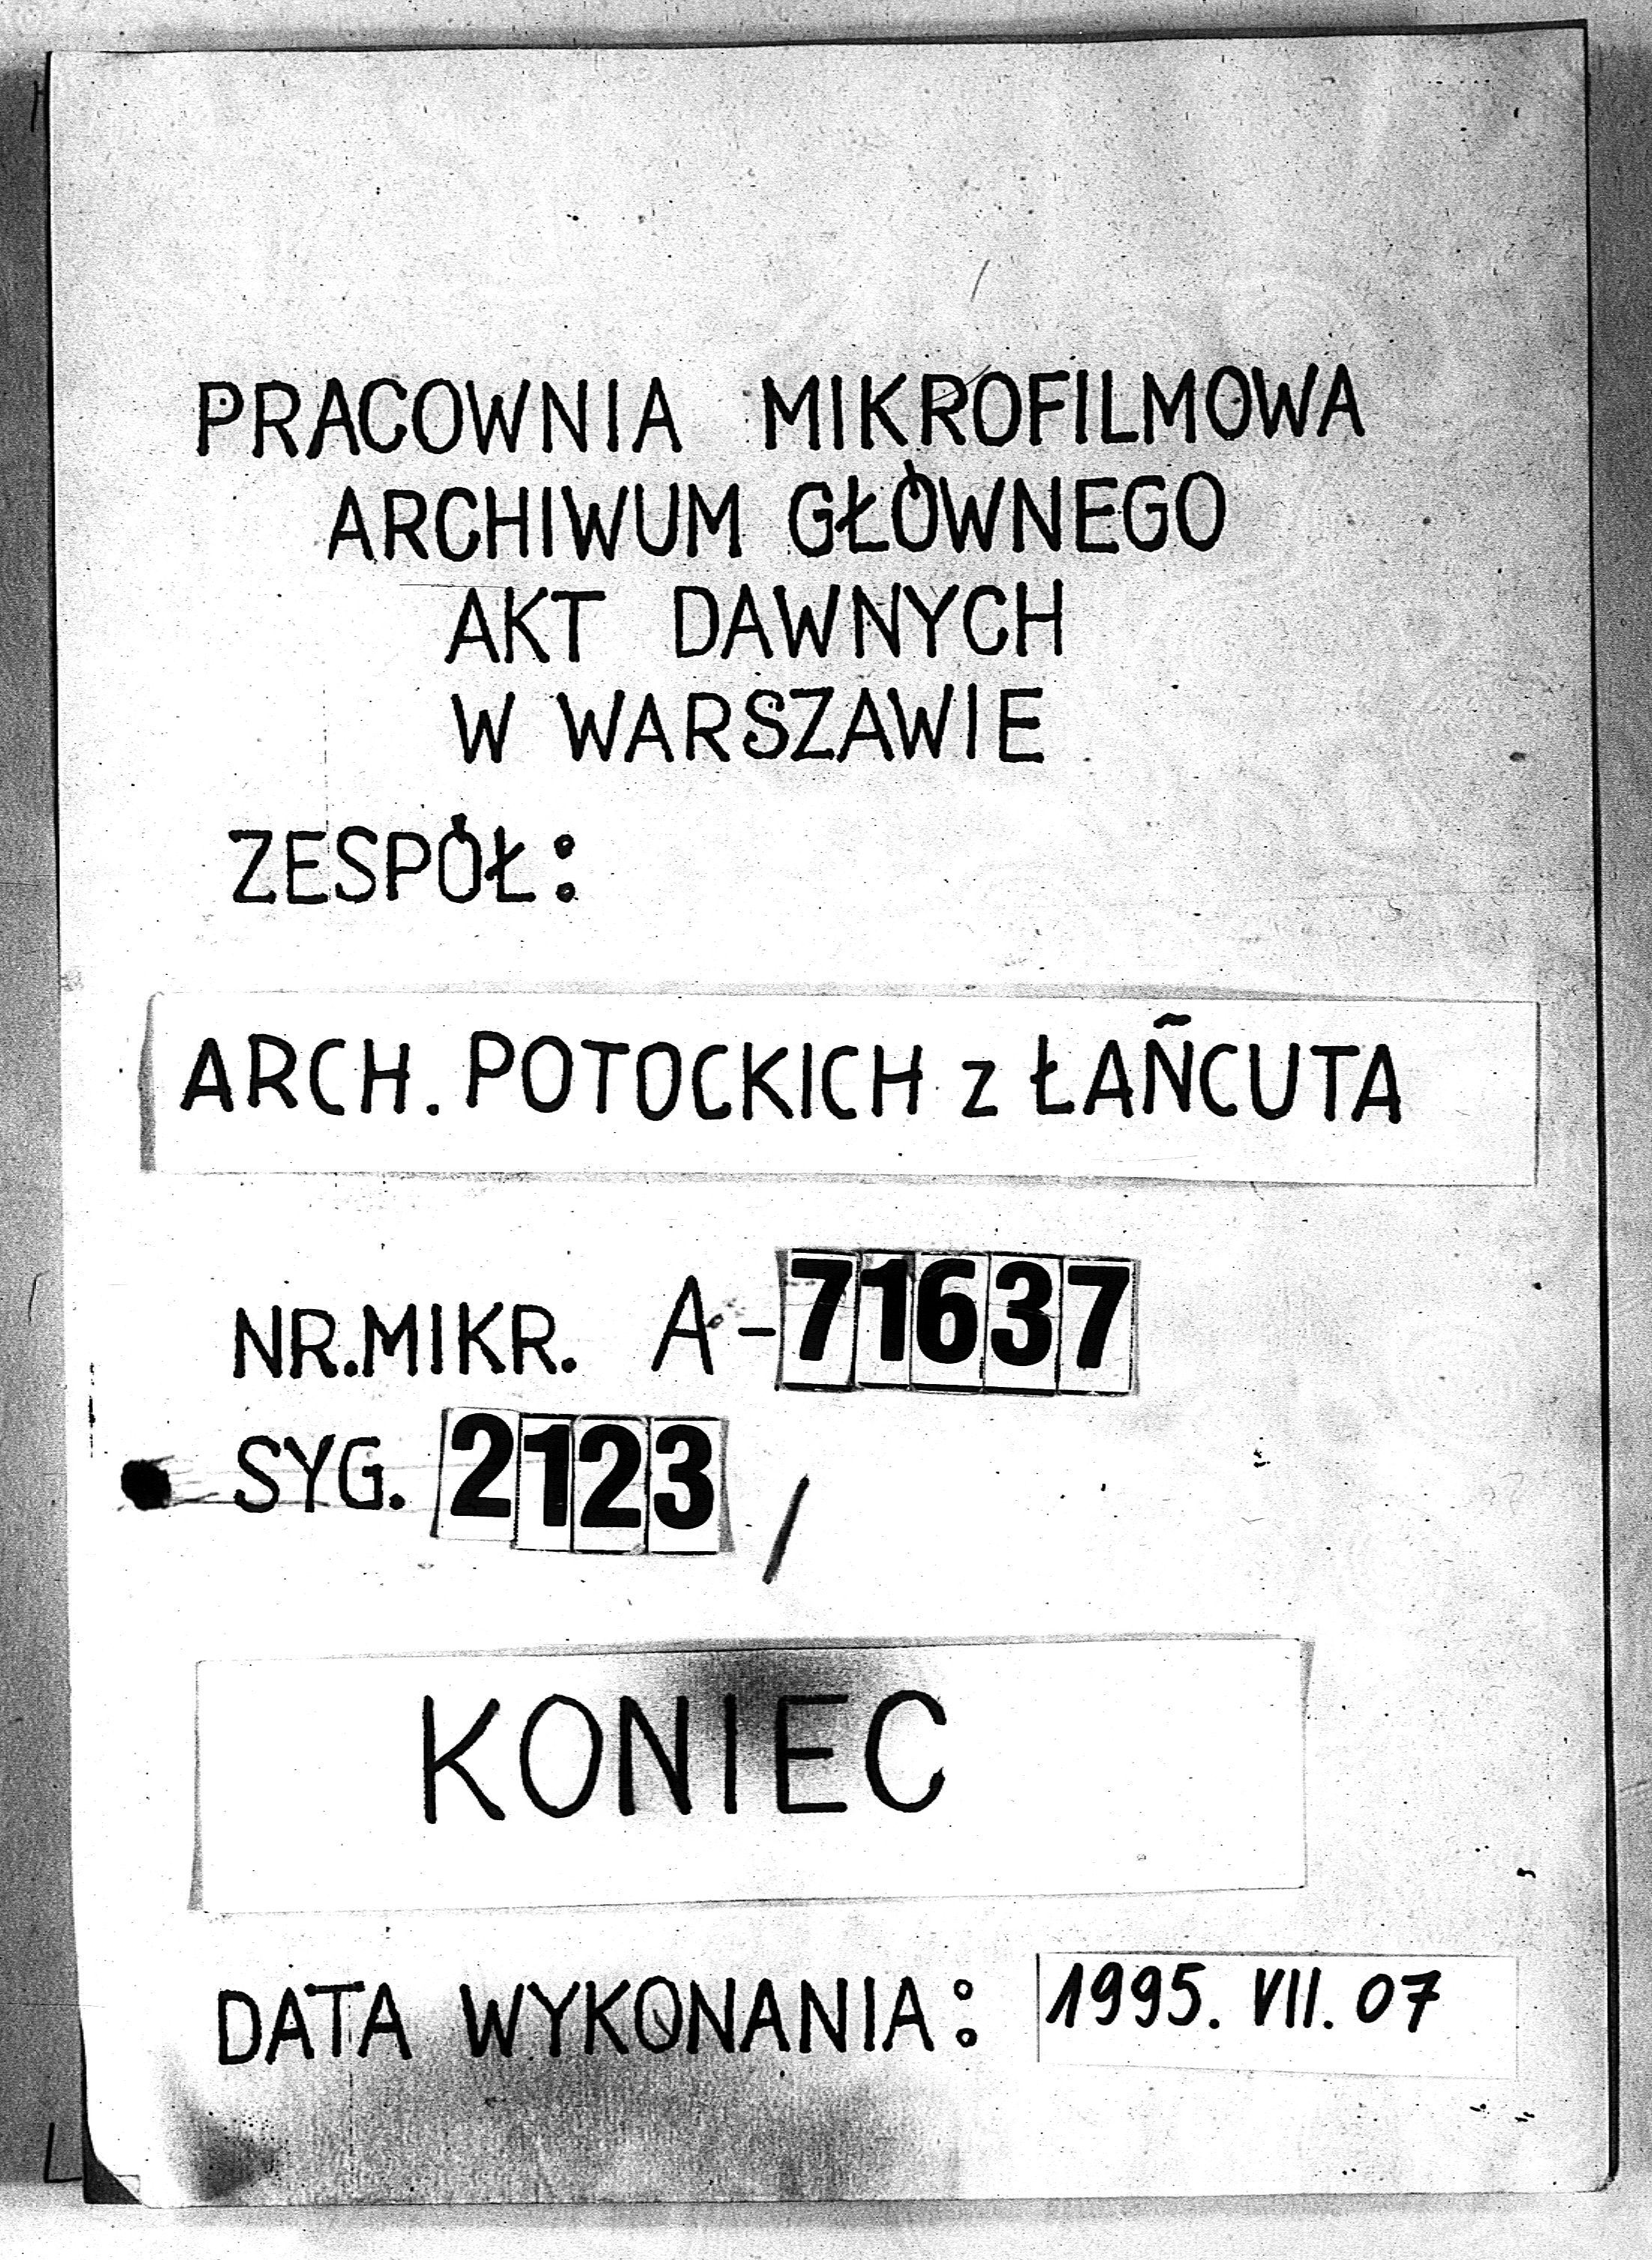 PRACOWNIA MIKROFILMOWA
ARCHIWUM GŁÓWNEGO
AKT DAWNYCH
W WARSZAWIE
ZESPÓŁ:
ARCH. POTOCKICH z ŁAŃCUTA
NR.MIKR. A-71637
SYG. 2123 /
KONIEC
DATA WYKONANIA: 1995. VII. 07